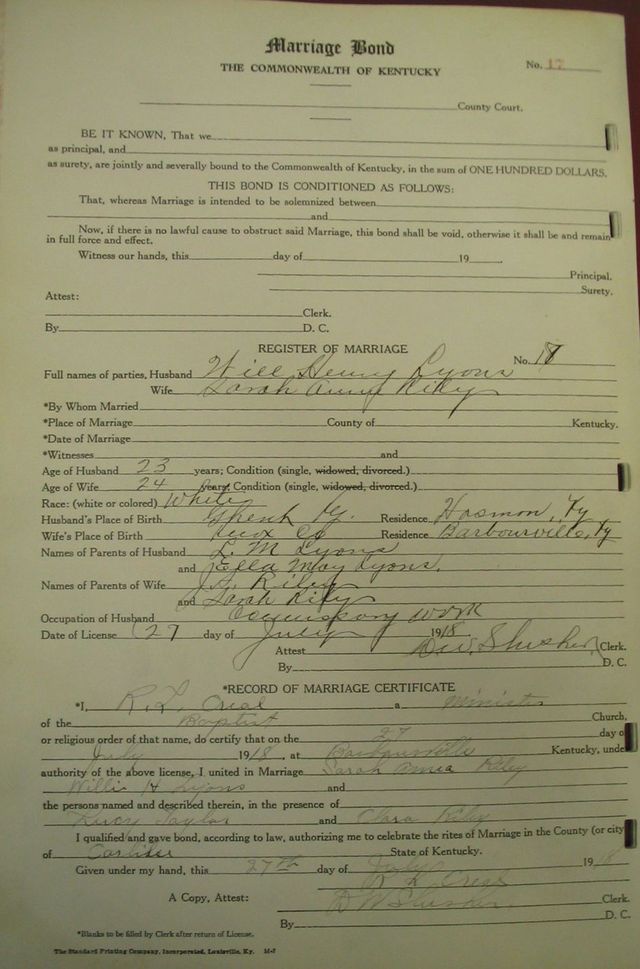 Marriage Bond
THE COMMONWEALTH OF KENTUCKY
No. 17
County Court.
BE IT KNOWN, That we
as principal, and
as surety, are jointly and severally bound to the Commonwealth of Kentucky, in the sum of ONE HUNDRED DOLLARS.
THIS BOND IS CONDITIONED AS FOLLOWS:
That, whereas Marriage is intended to be solemnized between
and
Now, if there is no lawful cause to obstruct said Marriage, this bond shall be void, otherwise it shall be and remain
in full force and effect.
Witness our hands, this day of 19
Principal.
Surety.
Attest:
Clerk.
By D. C.
REGISTER OF MARRIAGE
No. 18
Full names of parties, Husband Will Henry Lyons
Wife Sarah Anna Riley
*By Whom Married
*Place of Marriage County of Kentucky.
*Date of Marriage
*Witnesses and
Age of Husband 23 years; Condition (single, widowed, divorced.)
Age of Wife 24 years; Condition (single, widowed, divorced.)
Race: (white or colored) White
Husband's Place of Birth Ghent Ky. Residence Hosmon, Ky
Wife's Place of Birth Knox Co Residence Barbourville, Ky
Names of Parents of Husband L. M Lyons
and Ella May Lyons.
Names of Parents of Wife Riley
and Sarah Riley
Occupation of Husband Commissary work
Date of License 27 day of July 1918
Attest D.W. Slusher, Clerk.
By D. C.
*RECORD OF MARRIAGE CERTIFICATE
*I, R. L. Creal a Minister
of the Baptist Church,
or religious order of that name, do certify that on the 27 day o
July 1918, at Barbourville Kentucky, unde
authority of the above license, I united in Marriage Sarah Anna Riley
Willie H Lyons and
the persons named and described therein, in the presence of
Lucy Taylor and Clara Riley
I qualified and gave bond, according to law, authorizing me to celebrate the rites of Marriage in the County (or city
of Carlisle State of Kentucky.
Given under my hand, this 27th day of July 1918
R L Creal
A Copy, Attest: D W Slusher Clerk.
By D. C.
*Blanks to be filled by Clerk after return of License.
The Standard Printing Company, Incorporated, Louisville, Ky. M-7